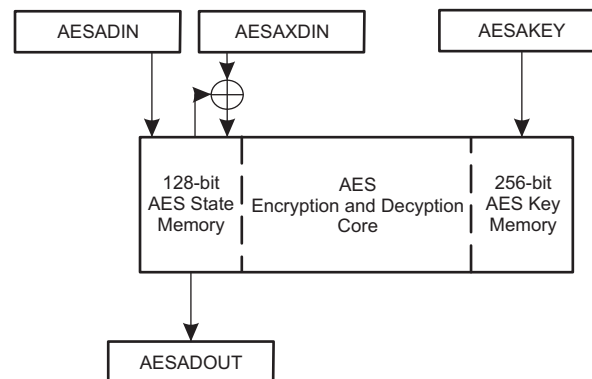 AESADIN
AESAXDIN
AESAKEY
128-bit
AES State
Memory
AES
Encryption and Decyption
Core
256-bit
AES Key
Memory
AESADOUT